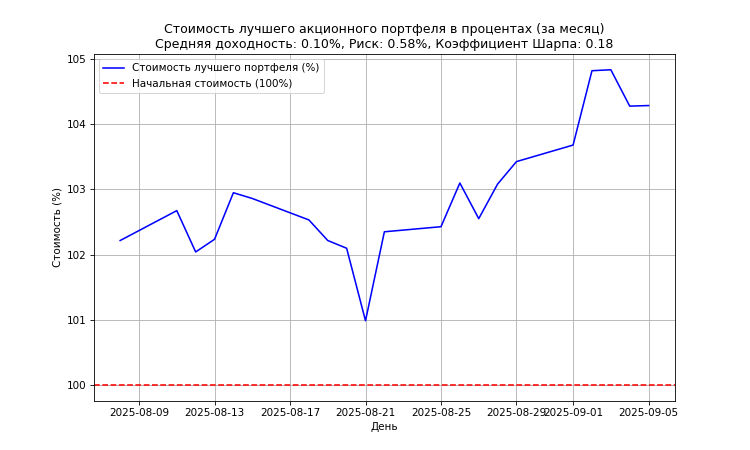 Стоимость лучшего акционного портфеля в процентах (за месяц)
Средняя доходность: 0.10%, Риск: 0.58%, Коэффициент Шарпа: 0.18
Стоимость лучшего портфеля (%)
Начальная стоимость (100%)
Стоимость (%)
105
104
103
102
101
100
2025-08-09 2025-08-13 2025-08-17 2025-08-21 2025-08-25 2025-08-29 2025-09-01 2025-09-05
День